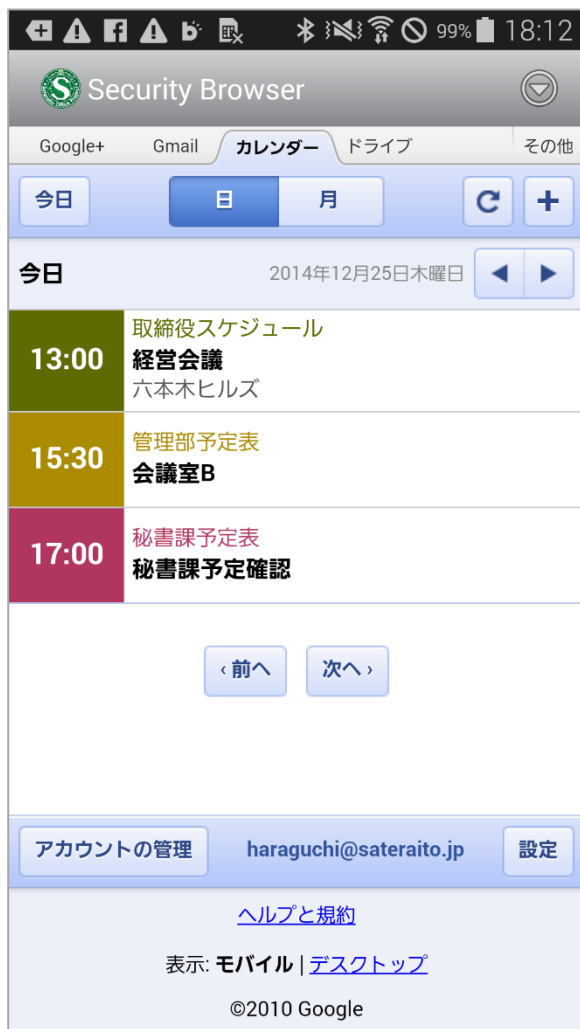 99% 18:12
Security Browser
Google+ Gmail カレンダー ドライブ その他
今日 日 月
今日 2014年12月25日木曜日
13:00
取締役スケジュール
経営会議
六本木ヒルズ
15:30
管理部予定表
会議室B
17:00
秘書課予定表
秘書課予定確認
‹ 前へ 次へ ›
アカウントの管理 haraguchi@sateraito.jp 設定
ヘルプと規約
表示: モバイル | デスクトップ
©2010 Google